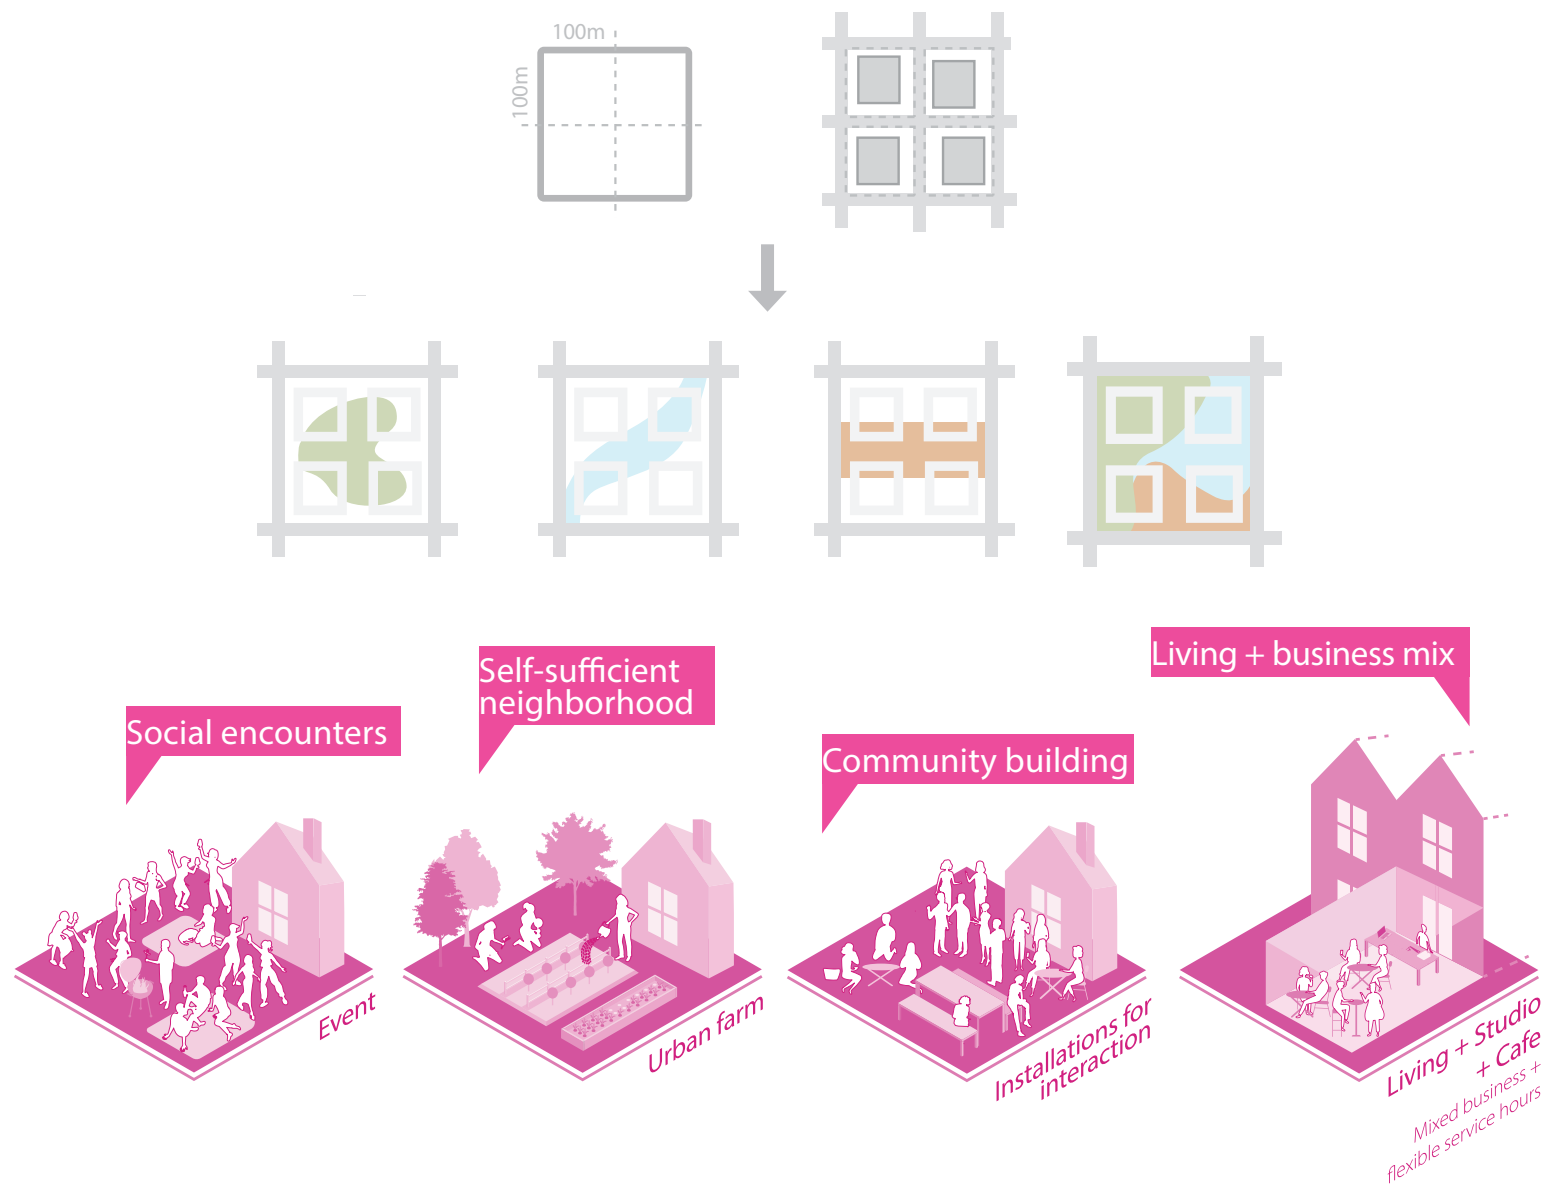 100m
100m
Living + business mix
Self-sufficient
neighborhood
Social encounters
Community building
Event
Urban farm
Installations for
interaction
Living + Studio
+ Cafe
Mixed business +
flexible service hours